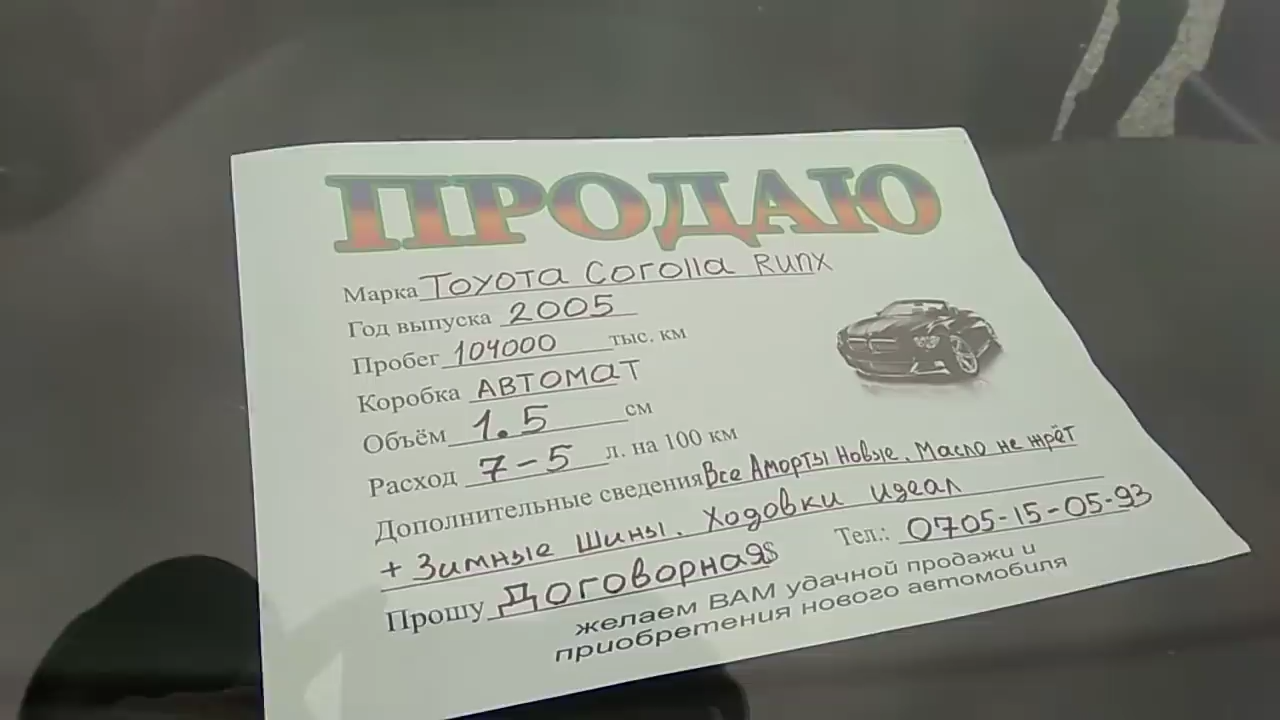 ПРОДАЮ
Марка Toyota Corolla Runx
Год выпуска 2005
Пробег 104000 тыс. км
Коробка АВТОМАТ
Объём 1.5 см
Расход 7-5 л. на 100 км
Дополнительные сведения Все Аморты Новые. Масло не жрёт
+ Зимные шины. Ходовки идеал
Тел.: 0705-15-05-93
Прошу Договорная $
желаем ВАМ удачной продажи и
приобретения нового автомобиля